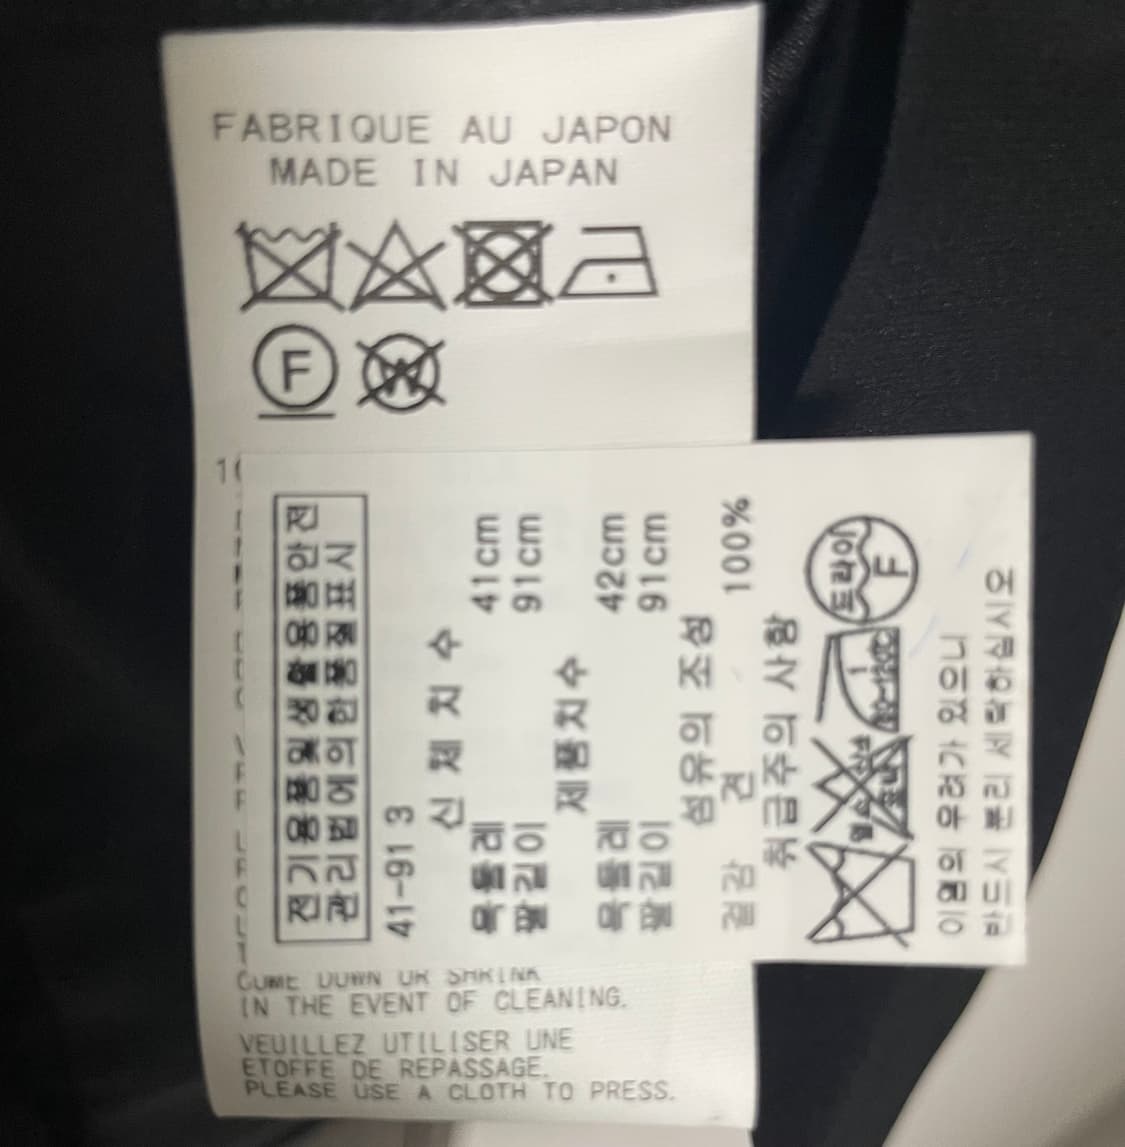 FABRIQUE AU JAPON
MADE IN JAPAN
F
W
전기용품및생활용품안전
관리법에의한품질표시
41-91 3
신 체 치 수
목둘레 41cm
팔길이 91cm
제품치수
목둘레 42cm
팔길이 91cm
섬유의 조성
겉감 견 100%
취급주의 사항
드라이
F
이염의 우려가 있으니
반드시 분리 세탁하십시오
COME DOWN OR SHRINK
IN THE EVENT OF CLEANING.
VEUILLEZ UTILISER UNE
ETOFFE DE REPASSAGE.
PLEASE USE A CLOTH TO PRESS.